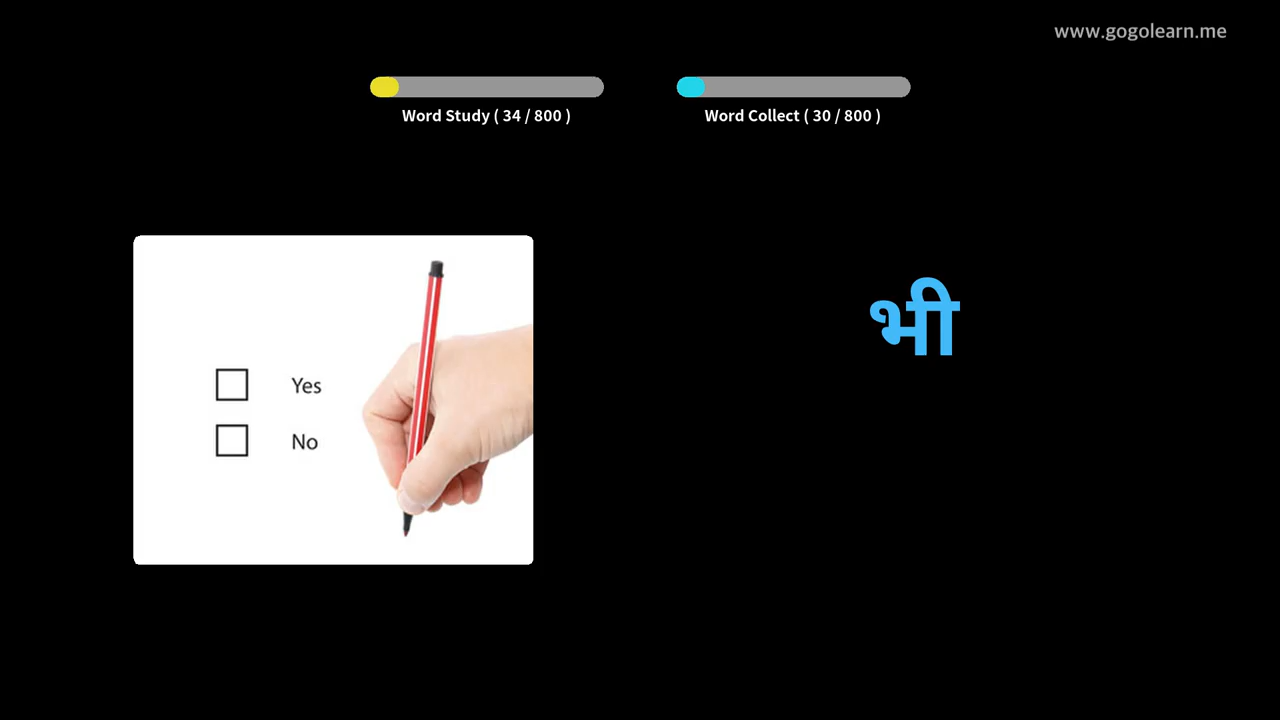 www.gogolearn.me
Word Study ( 34 / 800 )
Word Collect ( 30 / 800 )
भी
Yes
No